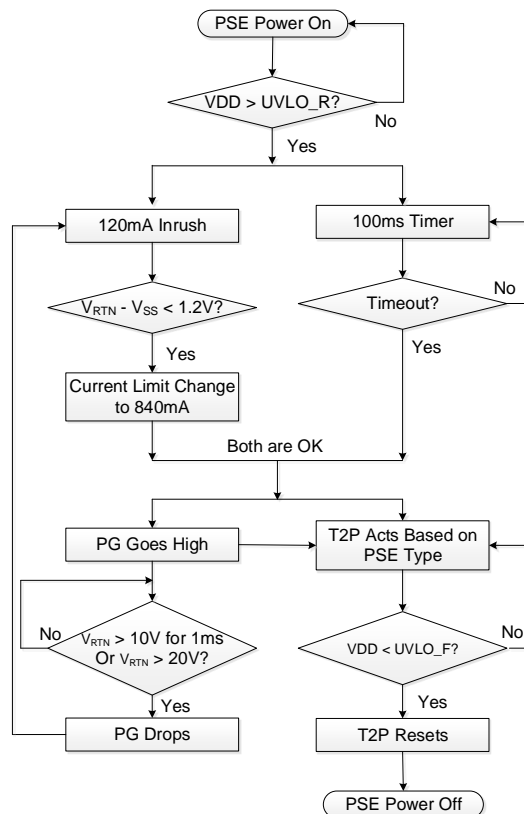 PSE Power On
VDD > UVLO_R?
No
Yes
120mA Inrush
100ms Timer
VRTN - VSS < 1.2V?
Timeout?
No
Yes
Yes
Current Limit Change
to 840mA
Both are OK
PG Goes High
T2P Acts Based on
PSE Type
No
VRTN > 10V for 1ms
Or VRTN > 20V?
VDD < UVLO_F?
No
Yes
Yes
PG Drops
T2P Resets
PSE Power Off